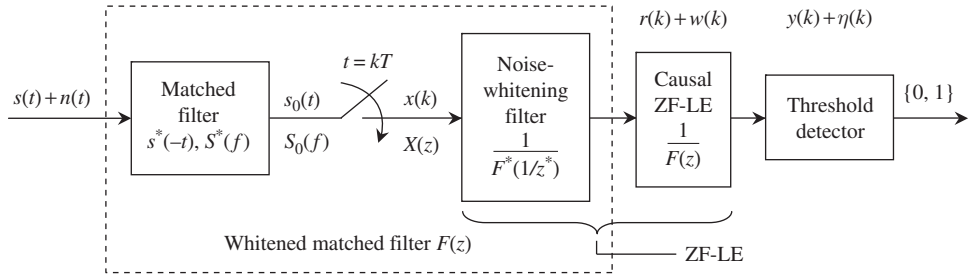 s(t)+n(t)
Matched
filter
s*(−t), S*(f)
s₀(t)
S₀(f)
t=kT
x(k)
X(z)
Noise-
whitening
filter
1
F*(1/z*)
r(k)+w(k)
Causal
ZF-LE
1
F(z)
y(k)+η(k)
Threshold
detector
{0, 1}
Whitened matched filter F(z)
ZF-LE